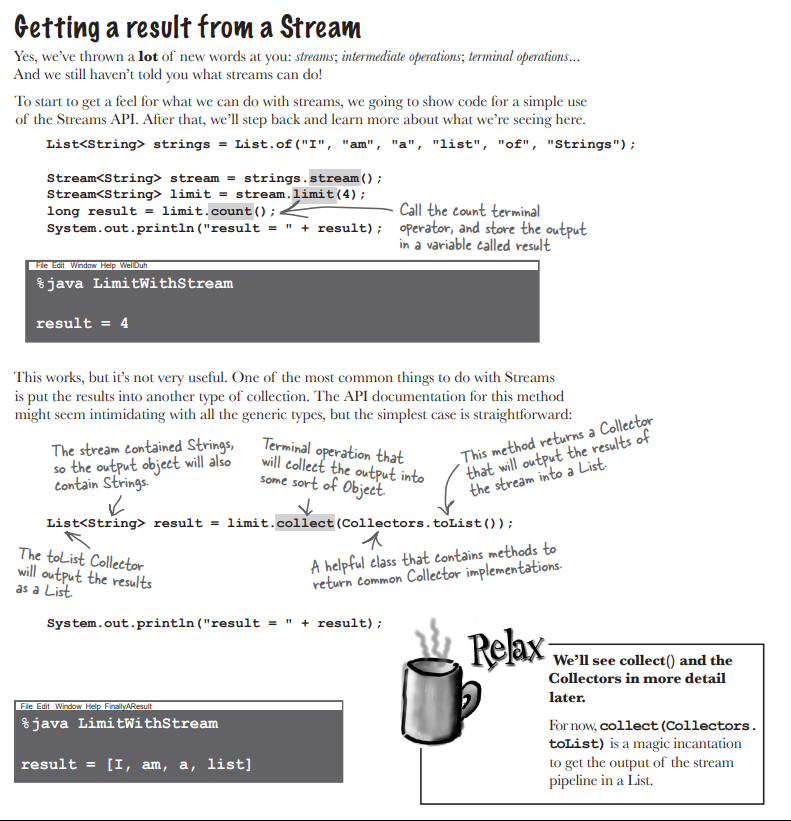 Getting a result from a Stream
Yes, we've thrown a lot of new words at you: streams; intermediate operations; terminal operations...
And we still haven't told you what streams can do!
To start to get a feel for what we can do with streams, we going to show code for a simple use
of the Streams API. After that, we'll step back and learn more about what we're seeing here.
List<String> strings = List.of("I", "am", "a", "list", "of", "Strings");
Stream<String> stream = strings.stream();
Stream<String> limit = stream.limit(4);
long result = limit.count();
System.out.println("result = " + result);
Call the count terminal
operator, and store the output
in a variable called result
File Edit Window Help WellDuh
%java LimitWithStream
result = 4
This works, but it's not very useful. One of the most common things to do with Streams
is put the results into another type of collection. The API documentation for this method
might seem intimidating with all the generic types, but the simplest case is straightforward:
The stream contained Strings,
so the output object will also
contain Strings.
Terminal operation that
will collect the output into
some sort of Object.
This method returns a Collector
that will output the results of
the stream into a List.
List<String> result = limit.collect(Collectors.toList());
The toList Collector
will output the results
as a List.
A helpful class that contains methods to
return common Collector implementations.
System.out.println("result = " + result);
File Edit Window Help FinallyAResult
%java LimitWithStream
result = [I, am, a, list]
Relax
We'll see collect() and the
Collectors in more detail
later.
For now, collect(Collectors.
toList) is a magic incantation
to get the output of the stream
pipeline in a List.